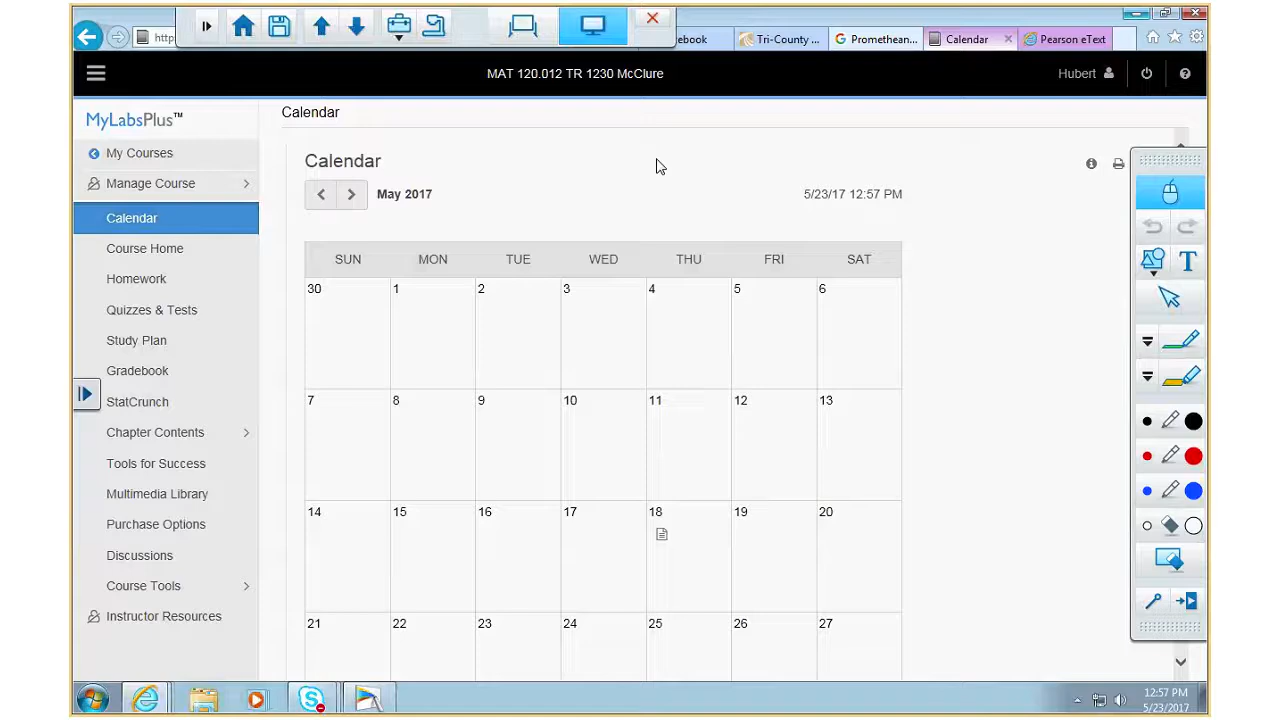 http
cebook
Tri-County ...
Promethean...
Calendar
Pearson eText
MAT 120.012 TR 1230 McClure
Hubert
MyLabsPlus™
My Courses
Manage Course
Calendar
Course Home
Homework
Quizzes & Tests
Study Plan
Gradebook
StatCrunch
Chapter Contents
Tools for Success
Multimedia Library
Purchase Options
Discussions
Course Tools
Instructor Resources
Calendar
Calendar
May 2017
5/23/17 12:57 PM
SUN MON TUE WED THU FRI SAT
30 1 2 3 4 5 6
7 8 9 10 11 12 13
14 15 16 17 18 19 20
21 22 23 24 25 26 27
T
12:57 PM
5/23/2017